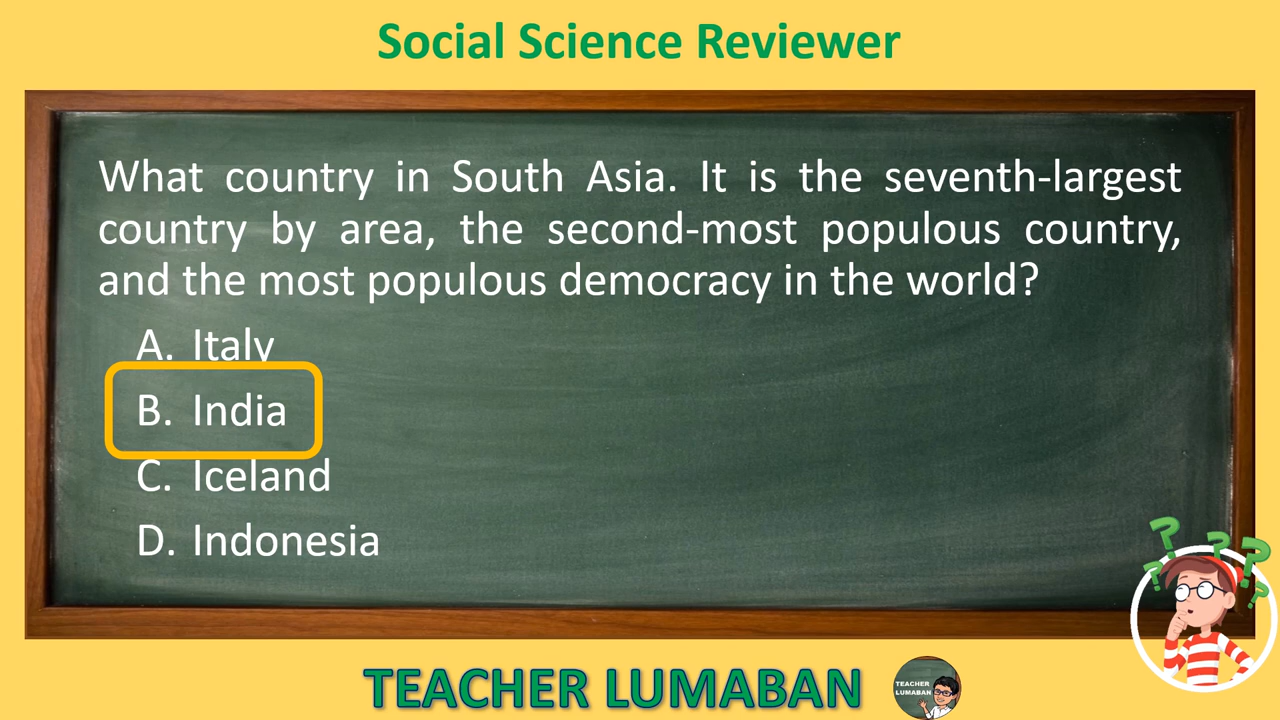 Social Science Reviewer
What country in South Asia. It is the seventh-largest
country by area, the second-most populous country,
and the most populous democracy in the world?
A. Italy
B. India
C. Iceland
D. Indonesia
TEACHER LUMABAN
TEACHER
LUMABAN